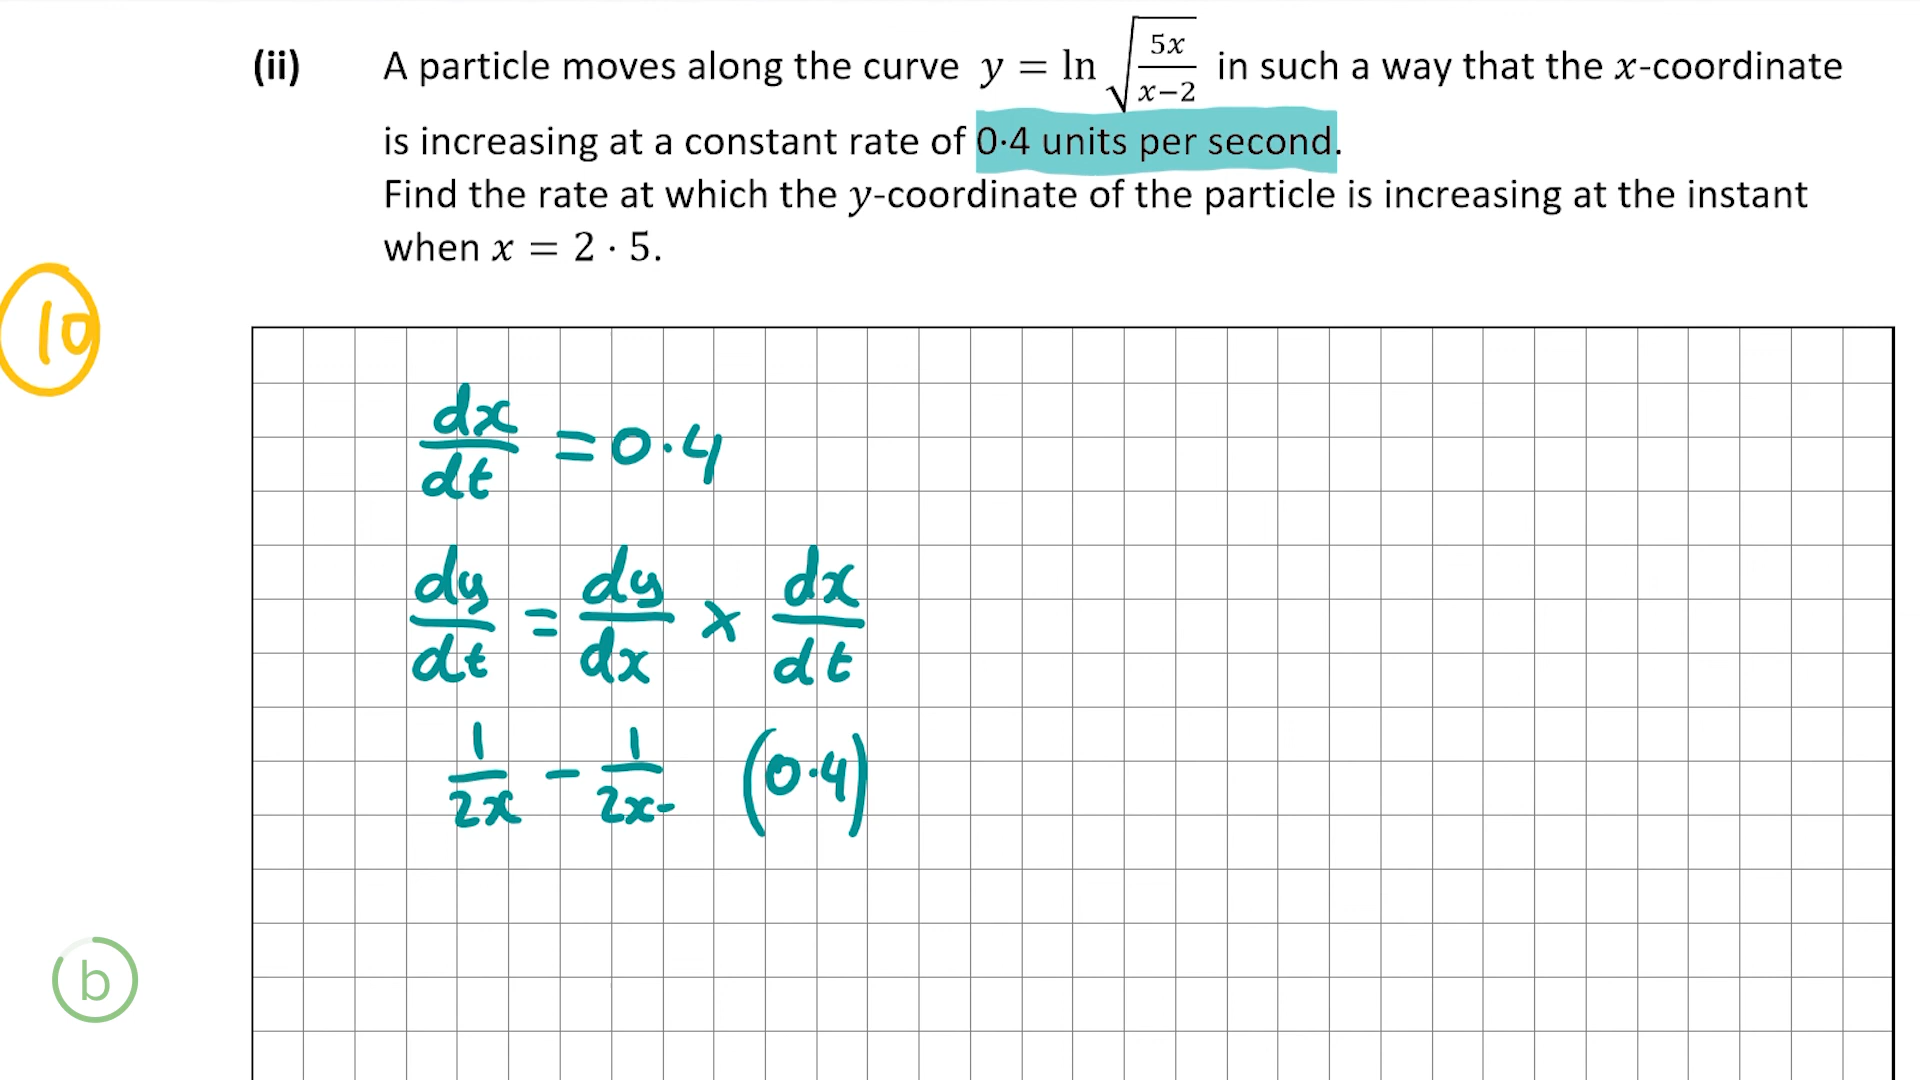 (ii) A particle moves along the curve y = ln √(5x/(x−2)) in such a way that the x-coordinate
is increasing at a constant rate of 0·4 units per second.
Find the rate at which the y-coordinate of the particle is increasing at the instant
when x = 2 · 5.
10
dx/dt = 0·4
dy/dt = dy/dx × dx/dt
1/2x − 1/2x- (0·4)
b